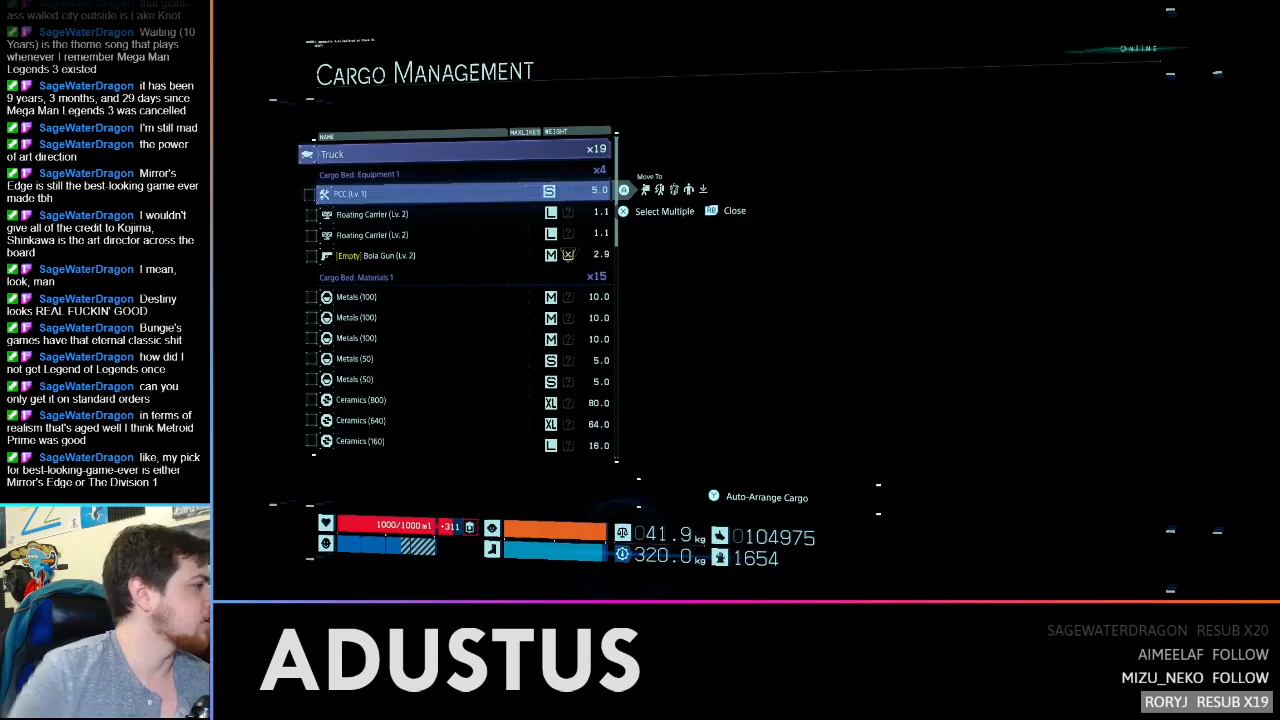 that giant-
ass walled city outside is Lake Knot
SageWaterDragon Waiting (10
Years) is the theme song that plays
whenever I remember Mega Man
Legends 3 existed
SageWaterDragon it has been
9 years, 3 months, and 29 days since
Mega Man Legends 3 was cancelled
SageWaterDragon I'm still mad
SageWaterDragon the power
of art direction
SageWaterDragon Mirror's
Edge is still the best-looking game ever
made tbh
SageWaterDragon I wouldn't
give all of the credit to Kojima,
Shinkawa is the art director across the
board
SageWaterDragon I mean,
look, man
SageWaterDragon Destiny
looks REAL FUCKIN' GOOD
SageWaterDragon Bungie's
games have that eternal classic shit
SageWaterDragon how did I
not get Legend of Legends once
SageWaterDragon can you
only get it on standard orders
SageWaterDragon in terms of
realism that's aged well I think Metroid
Prime was good
SageWaterDragon like, my pick
for best-looking-game-ever is either
Mirror's Edge or The Division 1
Online
Cargo Management
NAME MAXLIKES WEIGHT
Truck x19
Cargo Bed: Equipment 1 x4
PCC (Lv. 1) S 5.0
Floating Carrier (Lv. 2) L ? 1.1
Floating Carrier (Lv. 2) L ? 1.1
[Empty] Bola Gun (Lv. 2) M 2.9
Cargo Bed: Materials 1 x15
Metals (100) M ? 10.0
Metals (100) M ? 10.0
Metals (100) M ? 10.0
Metals (50) S ? 5.0
Metals (50) S ? 5.0
Ceramics (800) XL ? 80.0
Ceramics (640) XL ? 64.0
Ceramics (160) L ? 16.0
Move To
A
X Select Multiple RB Close
Y Auto-Arrange Cargo
1000/1000 ml +311
041.9 kg 0104975
320.0 kg 1654
ADUSTUS
SAGEWATERDRAGON RESUB X20
AIMEELAF FOLLOW
MIZU_NEKO FOLLOW
RORYJ RESUB X19